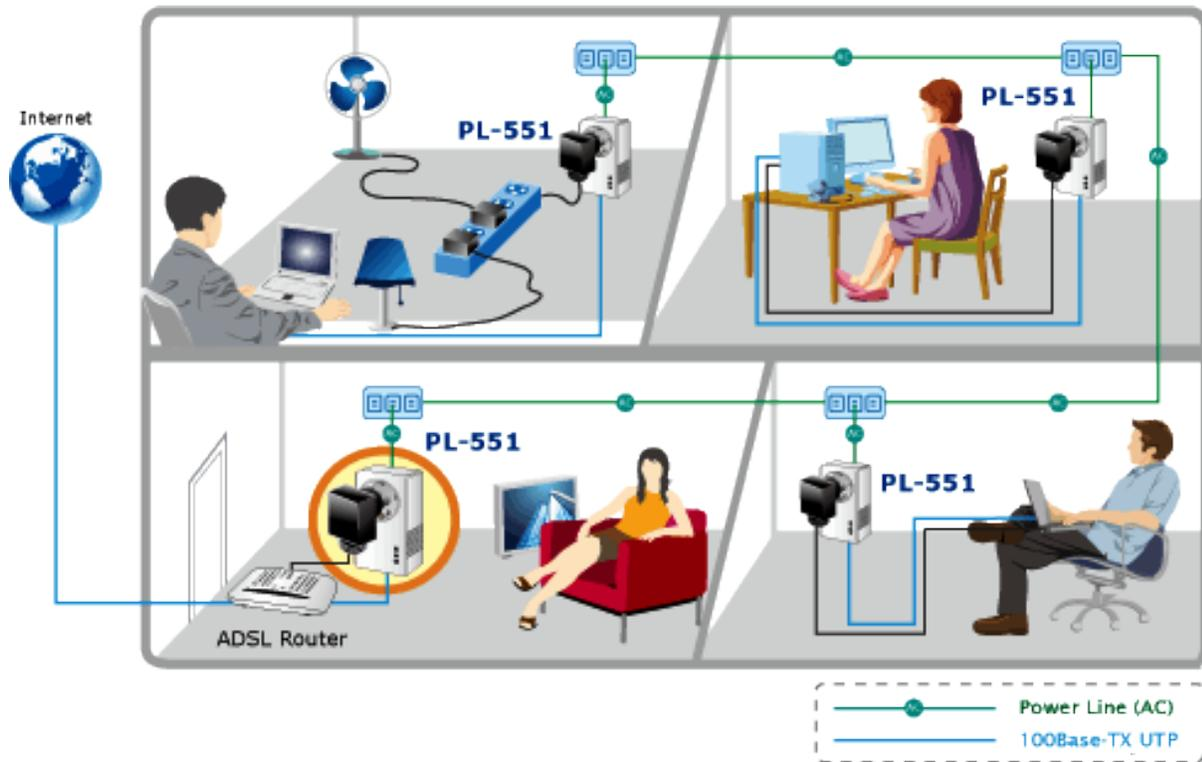 Internet
PL-551
PL-551
PL-551
PL-551
ADSL Router
Power Line (AC)
100Base-TX UTP